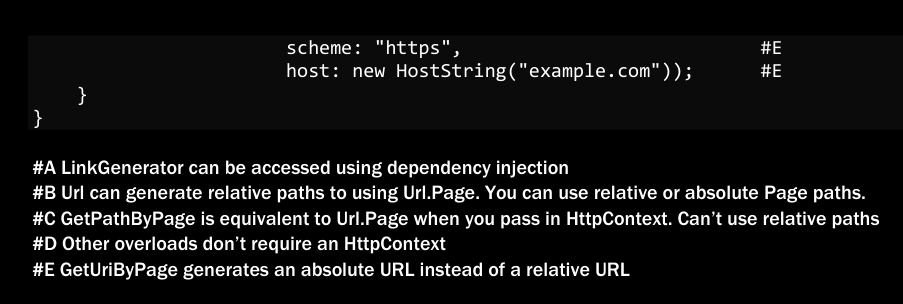 scheme: "https", #E
host: new HostString("example.com")); #E
}
}
#A LinkGenerator can be accessed using dependency injection
#B Url can generate relative paths to using Url.Page. You can use relative or absolute Page paths.
#C GetPathByPage is equivalent to Url.Page when you pass in HttpContext. Can’t use relative paths
#D Other overloads don’t require an HttpContext
#E GetUriByPage generates an absolute URL instead of a relative URL